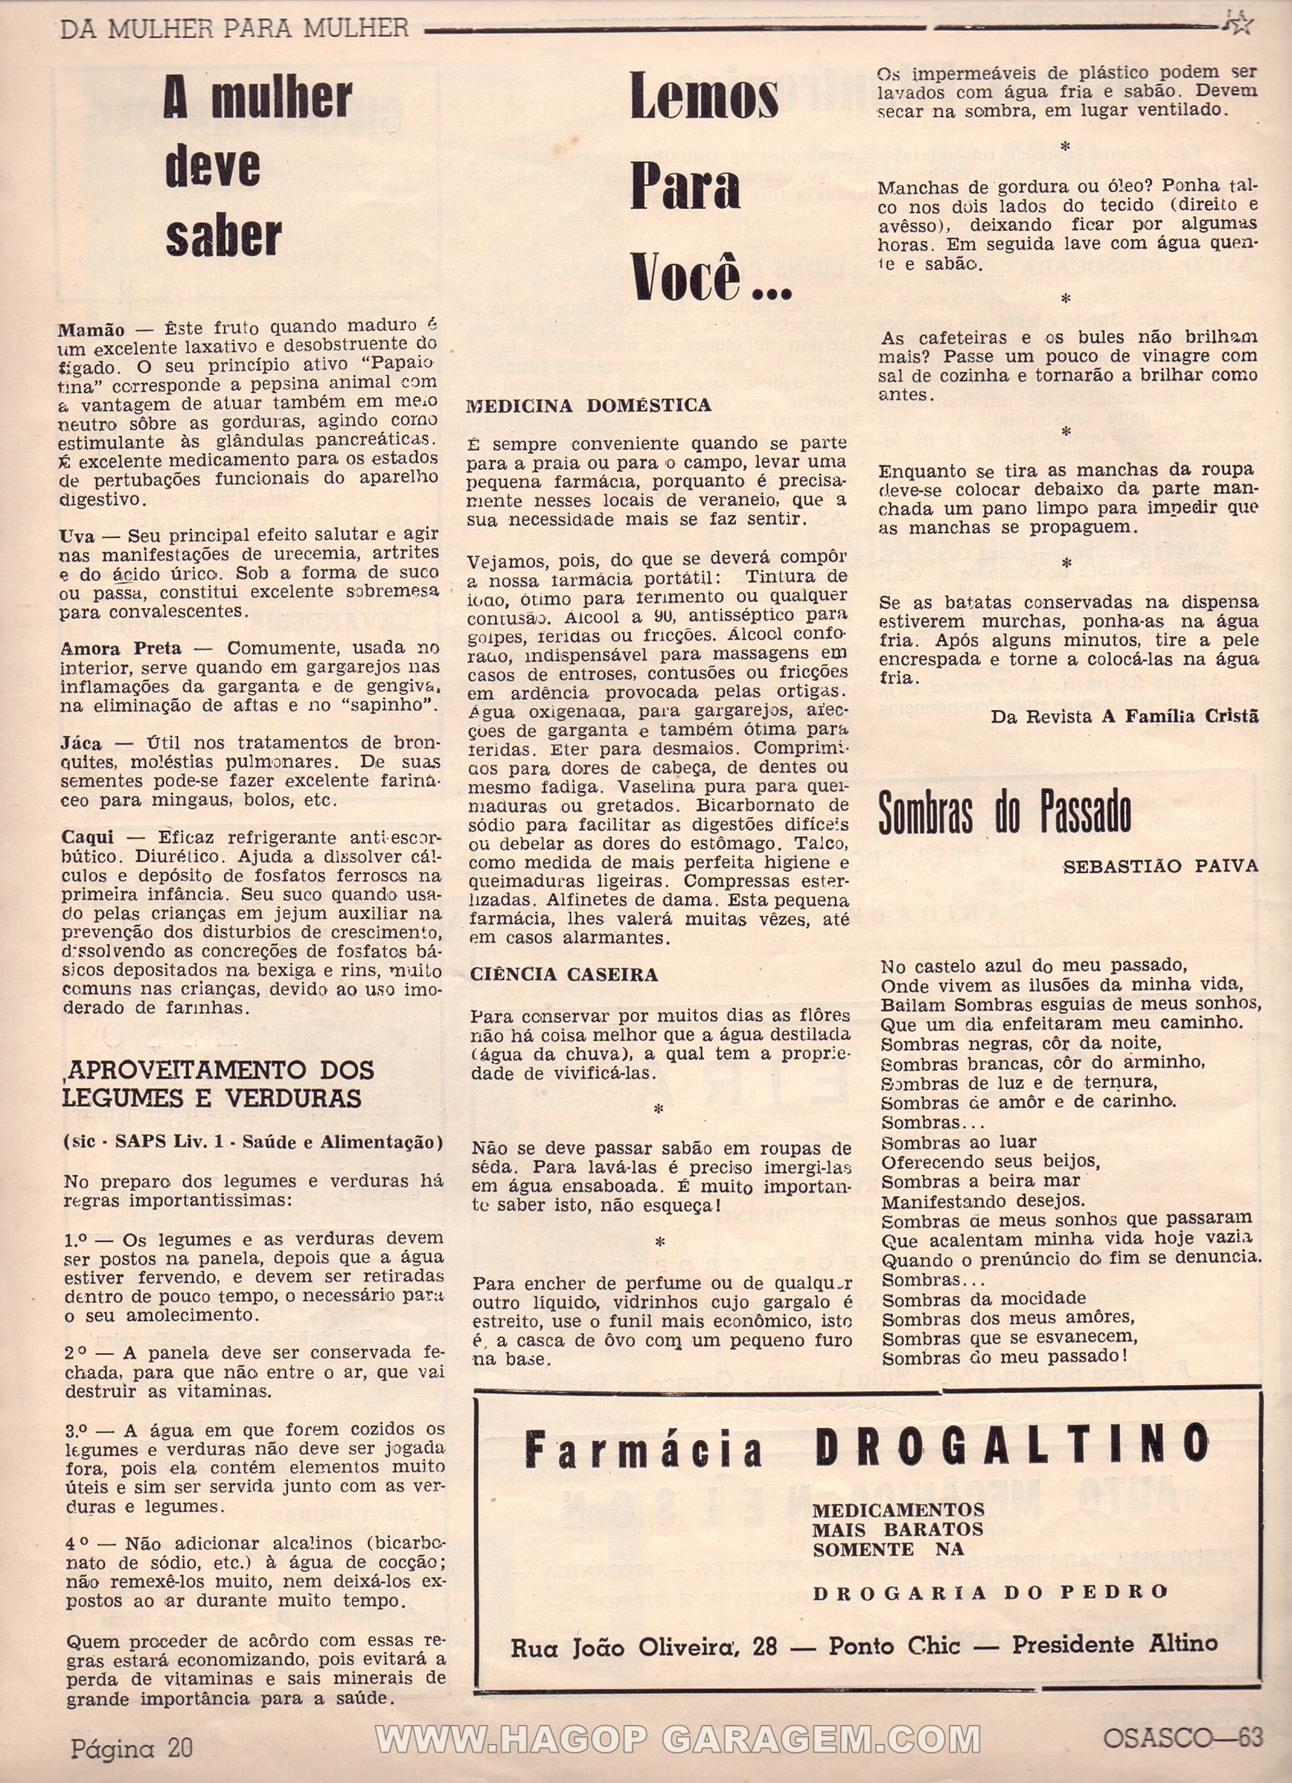 DA MULHER PARA MULHER
A mulher
deve
saber
Mamão — Êste fruto quando maduro é
um excelente laxativo e desobstruente do
fígado. O seu princípio ativo “Papaio
tina” corresponde a pepsina animal com
a vantagem de atuar também em meio
neutro sôbre as gorduras, agindo como
estimulante às glândulas pancreáticas.
É excelente medicamento para os estados
de pertubações funcionais do aparelho
digestivo.
Uva — Seu principal efeito salutar e agir
nas manifestações de urecemia, artrites
e do ácido úrico. Sob a forma de suco
ou passa, constitui excelente sobremesa
para convalescentes.
Amora Preta — Comumente, usada no
interior, serve quando em gargarejos nas
inflamações da garganta e de gengiva,
na eliminação de aftas e no “sapinho”.
Jáca — Útil nos tratamentos de bron-
quites, moléstias pulmonares. De suas
sementes pode-se fazer excelente farina-
ceo para mingaus, bolos, etc.
Caqui — Eficaz refrigerante anti-escor-
bútico. Diurético. Ajuda a dissolver cál-
culos e depósito de fosfatos ferrosos na
primeira infância. Seu suco quando usa-
do pelas crianças em jejum auxiliar na
prevenção dos disturbios de crescimento,
dissolvendo as concreções de fosfatos bá-
sicos depositados na bexiga e rins, muito
comuns nas crianças, devido ao uso imo-
derado de farinhas.
APROVEITAMENTO DOS
LEGUMES E VERDURAS
(sic - SAPS Liv. 1 - Saúde e Alimentação)
No preparo dos legumes e verduras há
regras importantissimas:
1.º — Os legumes e as verduras devem
ser postos na panela, depois que a água
estiver fervendo, e devem ser retiradas
dentro de pouco tempo, o necessário para
o seu amolecimento.
2º — A panela deve ser conservada fe-
chada, para que não entre o ar, que vai
destruir as vitaminas.
3.º — A água em que forem cozidos os
legumes e verduras não deve ser jogada
fora, pois ela contém elementos muito
úteis e sim ser servida junto com as ver-
duras e legumes.
4º — Não adicionar alcalinos (bicarbo-
nato de sódio, etc.) à água de cocção;
não remexê-los muito, nem deixá-los ex-
postos ao ar durante muito tempo.
Quem proceder de acôrdo com essas re-
gras estará economizando, pois evitará a
perda de vitaminas e sais minerais de
grande importância para a saúde.
Lemos
Para
Você...
MEDICINA DOMÉSTICA
É sempre conveniente quando se parte
para a praia ou para o campo, levar uma
pequena farmácia, porquanto é precisa-
mente nesses locais de veraneio, que a
sua necessidade mais se faz sentir.
Vejamos, pois, do que se deverá compôr
a nossa farmácia portátil: Tintura de
iodo, ótimo para ferimento ou qualquer
contusão. Álcool a 90, antisséptico para
golpes, feridas ou fricções. Álcool confo-
rado, indispensável para massagens em
casos de entroses, contusões ou fricções
em ardência provocada pelas ortigas.
Água oxigenada, para gargarejos, afec-
ções de garganta e também ótima para
feridas. Eter para desmaios. Comprimi-
dos para dores de cabeça, de dentes ou
mesmo fadiga. Vaselina pura para quei-
maduras ou gretados. Bicarbornato de
sódio para facilitar as digestões difíceis
ou debelar as dores do estômago. Talco,
como medida de mais perfeita higiene e
queimaduras ligeiras. Compressas ester-
lizadas. Alfinetes de dama. Esta pequena
farmácia, lhes valerá muitas vêzes, até
em casos alarmantes.
CIÊNCIA CASEIRA
Para conservar por muitos dias as flôres
não há coisa melhor que a água destilada
(água da chuva), a qual tem a proprie-
dade de vivificá-las.
*
Não se deve passar sabão em roupas de
sêda. Para lavá-las é preciso imergi-las
em água ensaboada. É muito importan-
te saber isto, não esqueça!
*
Para encher de perfume ou de qualquer
outro líquido, vidrinhos cujo gargalo é
estreito, use o funil mais econômico, isto
é, a casca de ôvo com um pequeno furo
na base.
Os impermeáveis de plástico podem ser
lavados com água fria e sabão. Devem
secar na sombra, em lugar ventilado.
*
Manchas de gordura ou óleo? Ponha tal-
co nos dois lados do tecido (direito e
avêsso), deixando ficar por algumas
horas. Em seguida lave com água quen-
te e sabão.
*
As cafeteiras e os bules não brilham
mais? Passe um pouco de vinagre com
sal de cozinha e tornarão a brilhar como
antes.
*
Enquanto se tira as manchas da roupa
deve-se colocar debaixo da parte man-
chada um pano limpo para impedir que
as manchas se propaguem.
*
Se as batatas conservadas na dispensa
estiverem murchas, ponha-as na água
fria. Após alguns minutos, tire a pele
encrespada e torne a colocá-las na água
fria.
Da Revista A Família Cristã
Sombras do Passado
SEBASTIÃO PAIVA
No castelo azul do meu passado,
Onde vivem as ilusões da minha vida,
Bailam Sombras esguias de meus sonhos,
Que um dia enfeitaram meu caminho.
Sombras negras, côr da noite,
Sombras brancas, côr do arminho,
Sombras de luz e de ternura,
Sombras de amôr e de carinho.
Sombras...
Sombras ao luar
Oferecendo seus beijos,
Sombras a beira mar
Manifestando desejos.
Sombras de meus sonhos que passaram
Que acalentam minha vida hoje vazia
Quando o prenúncio do fim se denuncia.
Sombras...
Sombras da mocidade
Sombras dos meus amôres,
Sombras que se esvanecem,
Sombras do meu passado!
Farmácia DROGALTINO
MEDICAMENTOS
MAIS BARATOS
SOMENTE NA
DROGARIA DO PEDRO
Rua João Oliveira, 28 — Ponto Chic — Presidente Altino
Página 20
WWW.HAGOP GARAGEM.COM
OSASCO—63